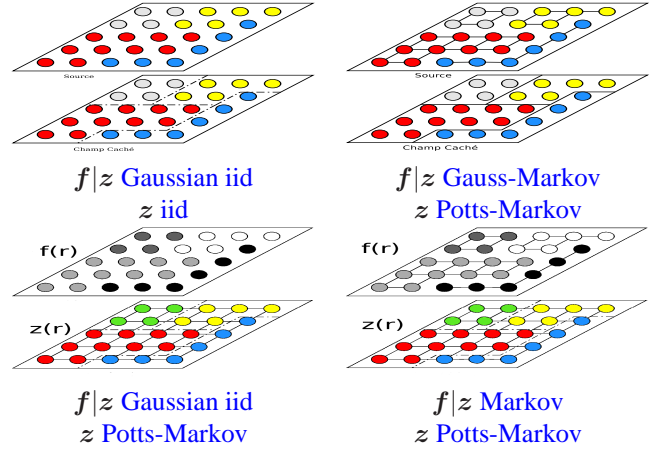 Source
Source
Champ Caché
Champ Caché
f|z Gaussian iid
z iid
f|z Gauss-Markov
z Potts-Markov
f(r)
z(r)
f(r)
z(r)
f|z Gaussian iid
z Potts-Markov
f|z Markov
z Potts-Markov